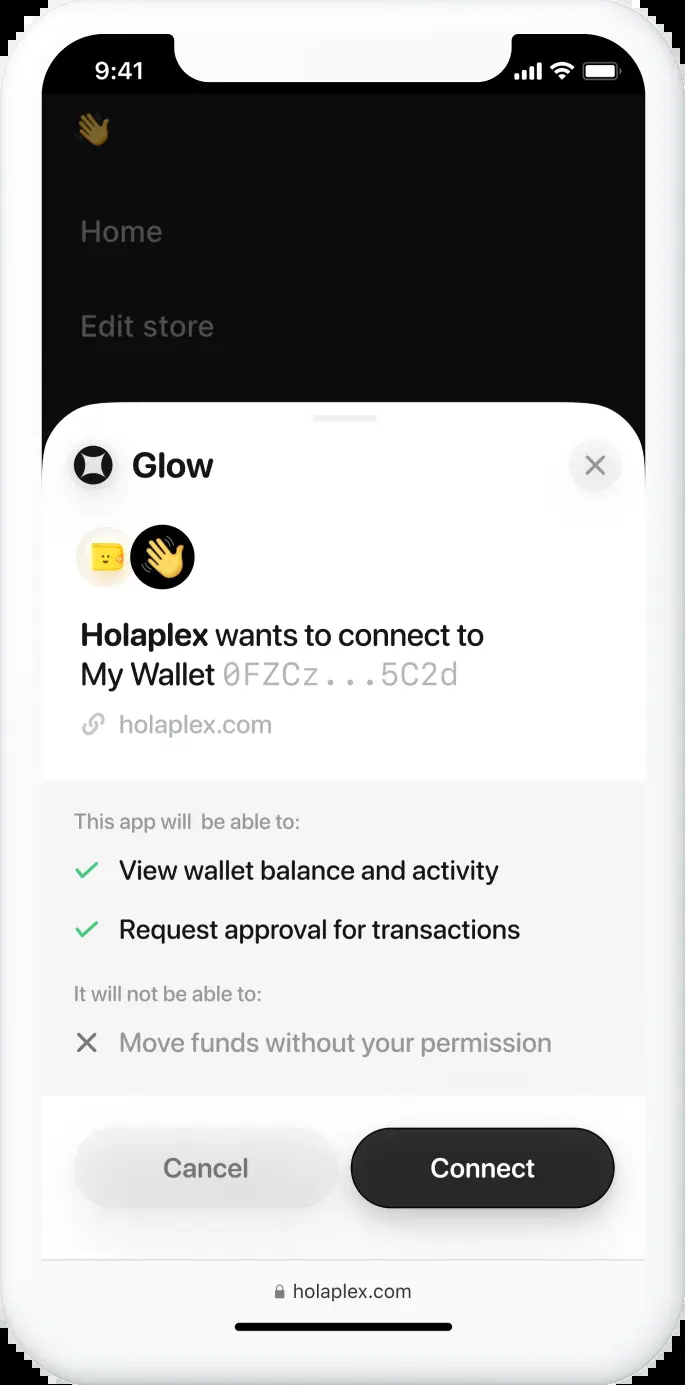 9:41
Home
Edit store
Glow
Holaplex wants to connect to
My Wallet 0FZCz...5C2d
holaplex.com
This app will  be able to:
View wallet balance and activity
Request approval for transactions
It will not be able to:
Move funds without your permission
Cancel
Connect
holaplex.com